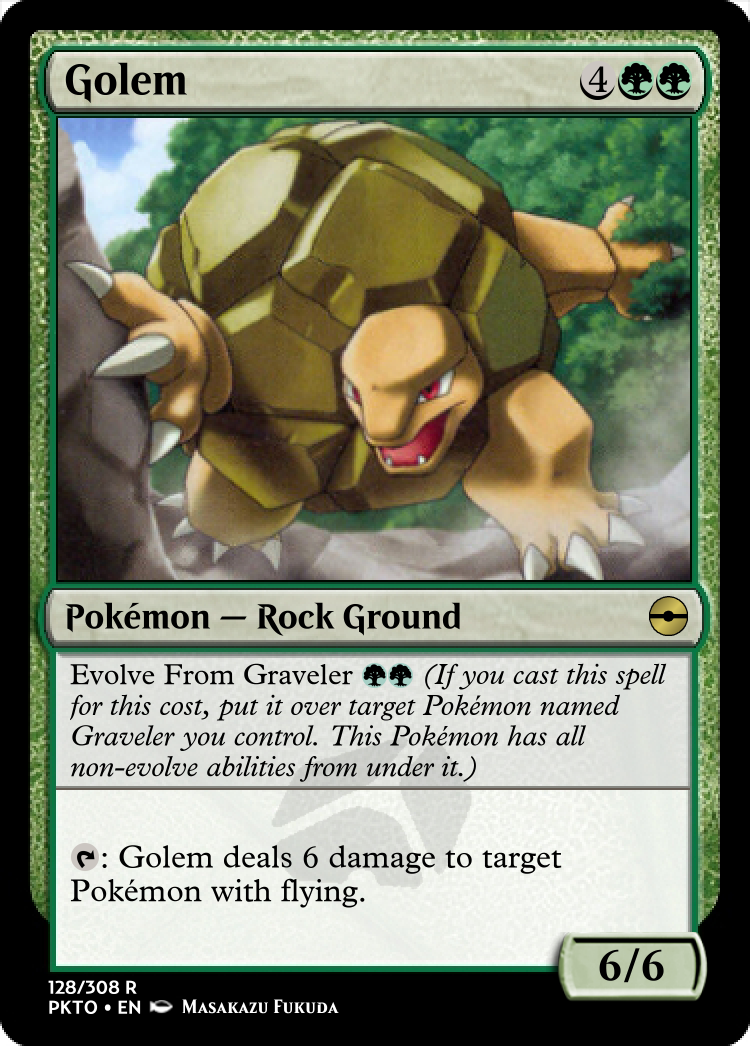 Golem 4
Pokémon — Rock Ground
Evolve From Graveler (If you cast this spell
for this cost, put it over target Pokémon named
Graveler you control. This Pokémon has all
non-evolve abilities from under it.)
: Golem deals 6 damage to target
Pokémon with flying.
6/6
128/308 R
PKTO • EN Masakazu Fukuda